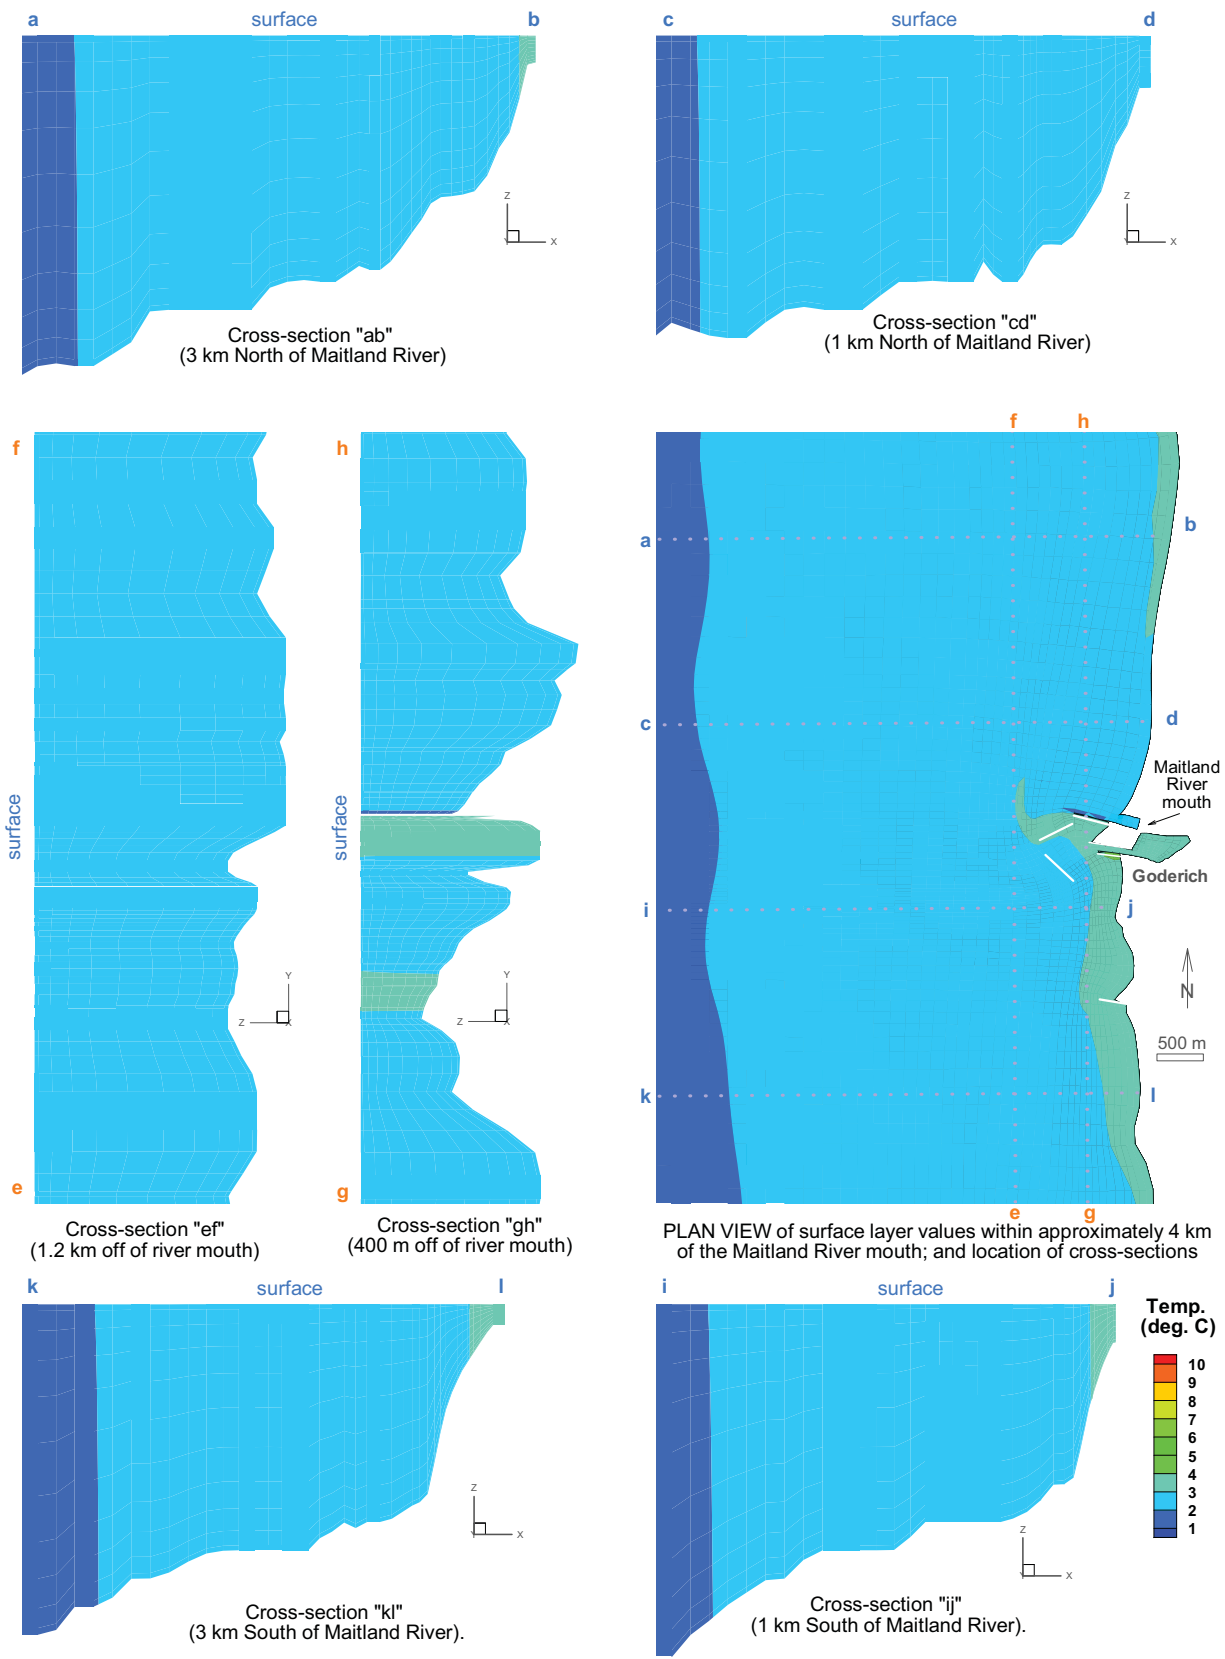 a surface b
c surface d
Z
X
Y
Cross-section "ab"
(3 km North of Maitland River)
Z
X
Y
Cross-section "cd"
(1 km North of Maitland River)
f
surface
e
Y
Z
X
Cross-section "ef"
(1.2 km off of river mouth)
h
surface
g
Y
Z
X
Cross-section "gh"
(400 m off of river mouth)
f h
a b
c d
Maitland
River
mouth
Goderich
i j
N
500 m
k l
e g
PLAN VIEW of surface layer values within approximately 4 km
of the Maitland River mouth; and location of cross-sections
k surface l
Z
X
Y
Cross-section "kl"
(3 km South of Maitland River).
i surface j
Z
X
Y
Cross-section "ij"
(1 km South of Maitland River).
Temp.
(deg. C)
10
9
8
7
6
5
4
3
2
1